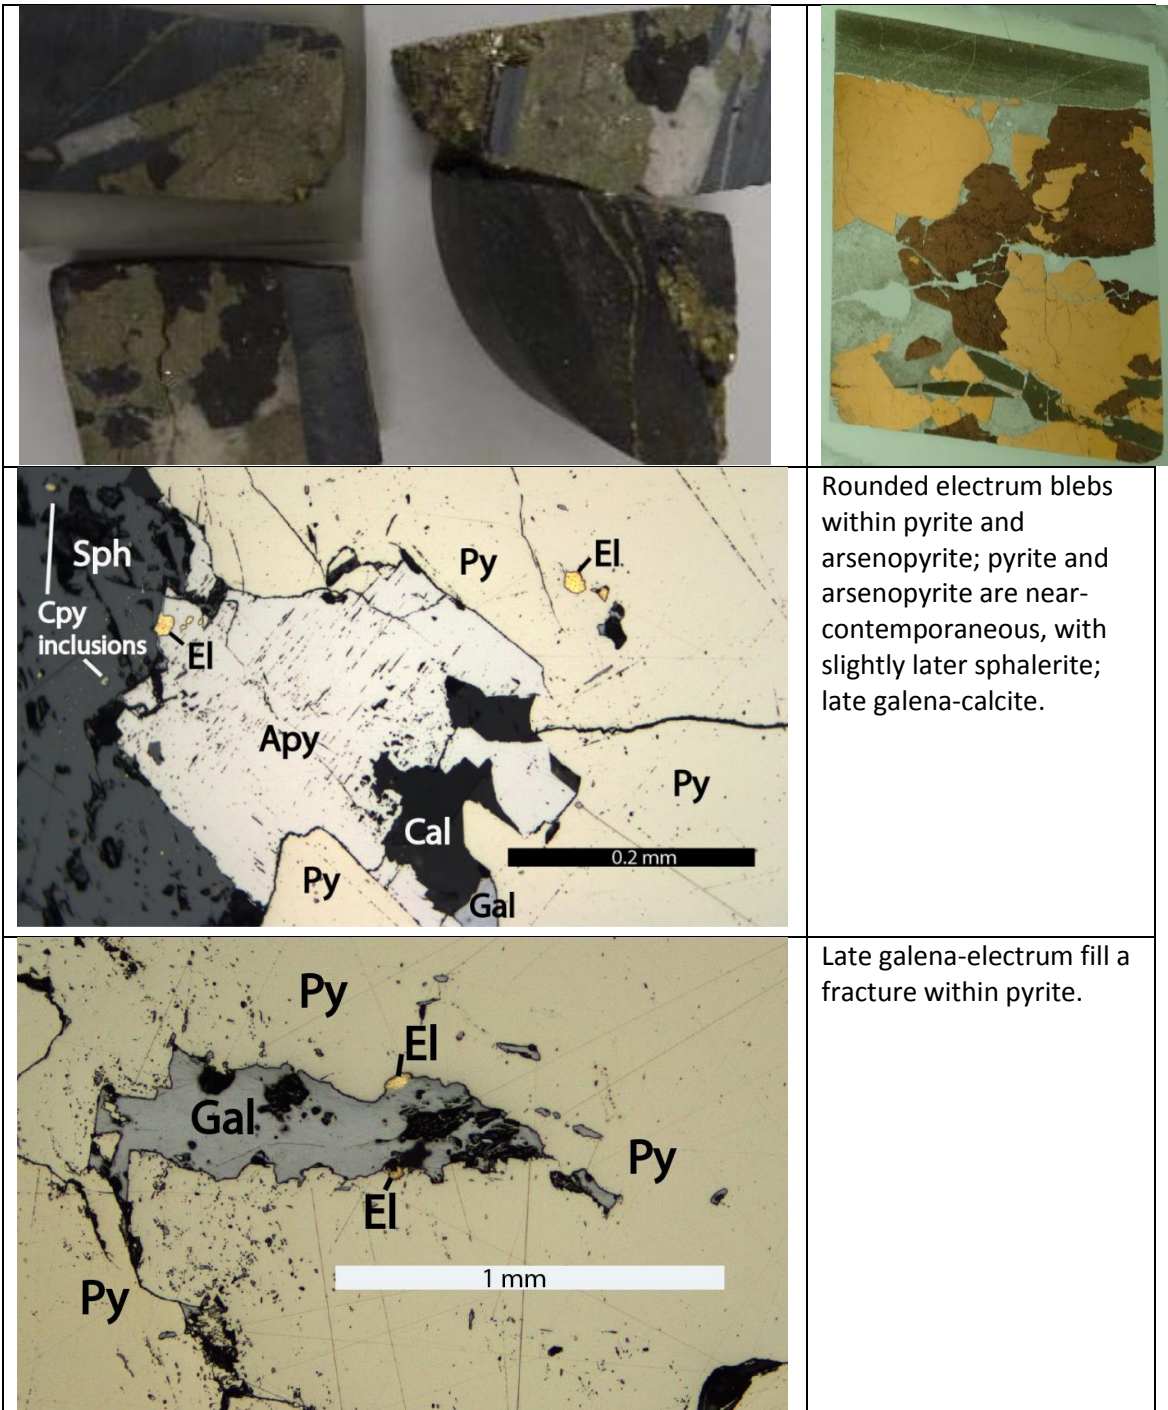 Rounded electrum blebs
within pyrite and
arsenopyrite; pyrite and
arsenopyrite are near-
contemporaneous, with
slightly later sphalerite;
late galena-calcite.
Sph
Cpy
inclusions
El
Py
El
Apy
Py
Cal
0.2 mm
Py
Gal
Late galena-electrum fill a
fracture within pyrite.
Py
El
Gal
Py
El
1 mm
Py